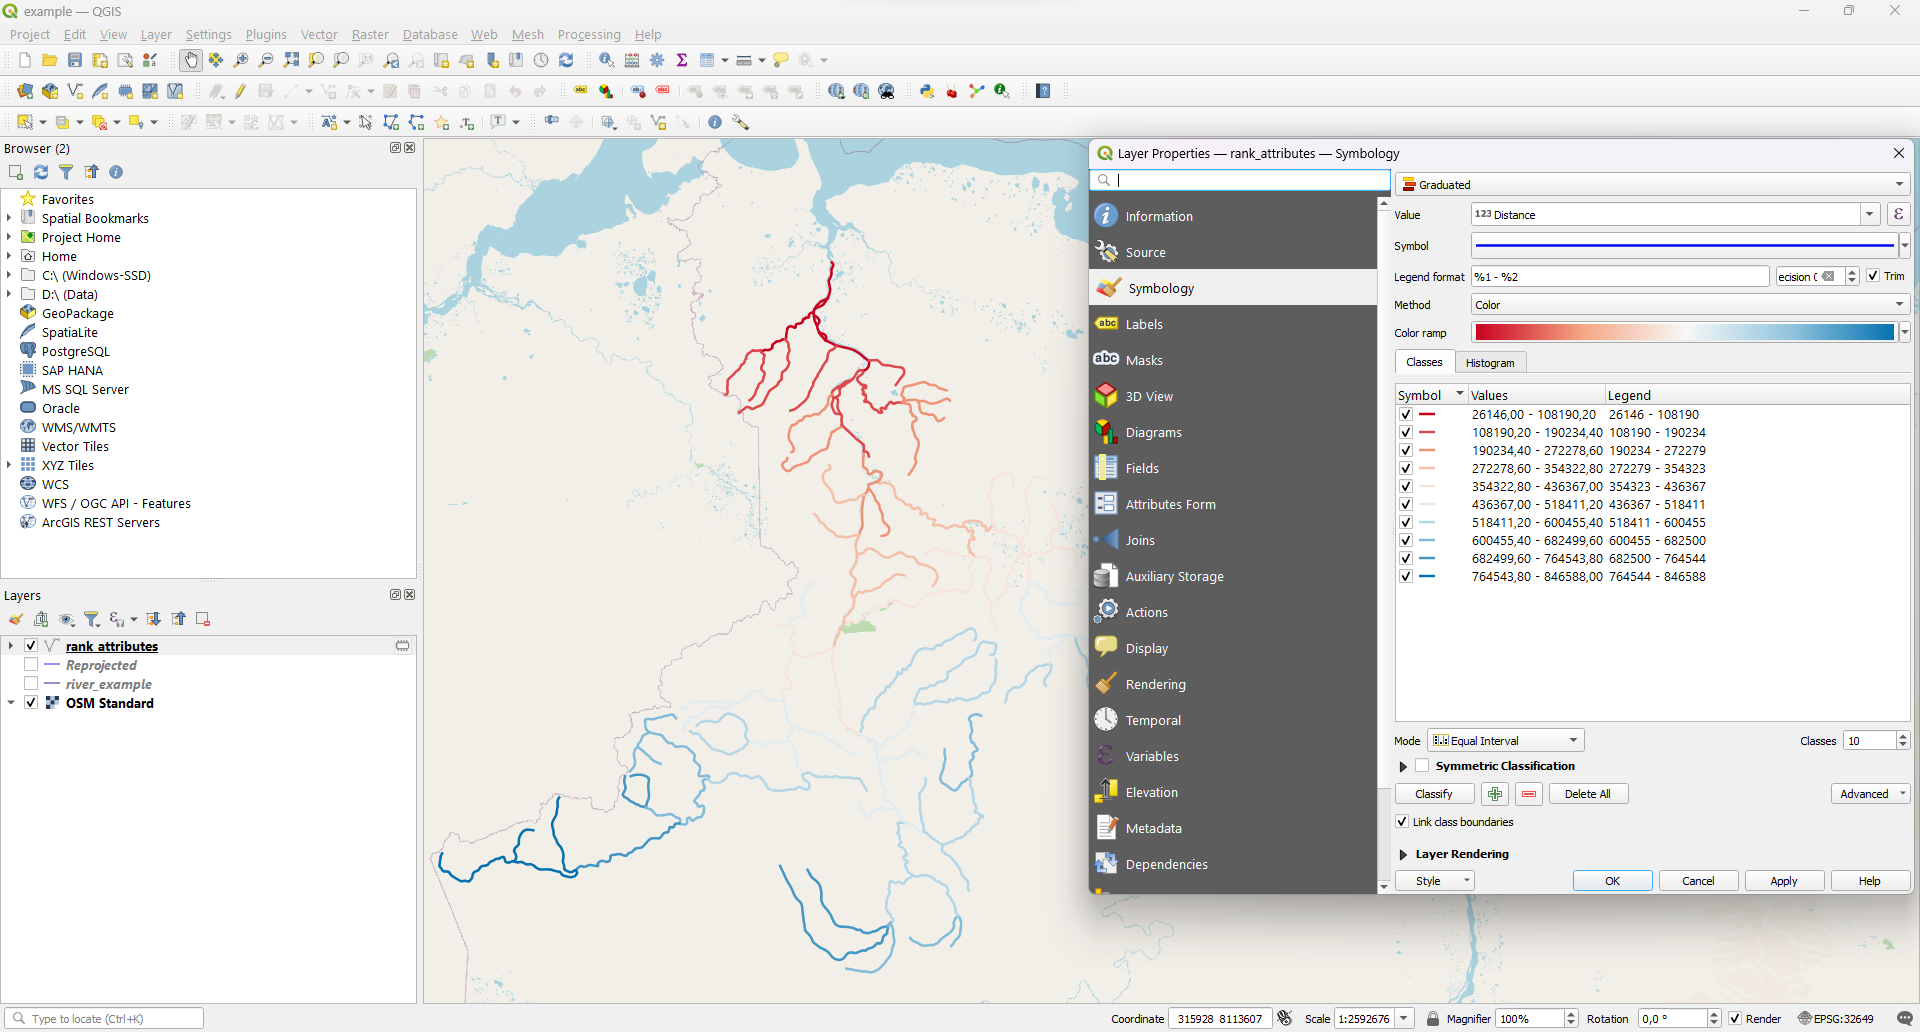 example — QGIS
Project Edit View Layer Settings Plugins Vector Raster Database Web Mesh Processing Help
Browser (2)
Favorites
Spatial Bookmarks
Project Home
Home
C:\ (Windows-SSD)
D:\ (Data)
GeoPackage
SpatiaLite
PostgreSQL
SAP HANA
MS SQL Server
Oracle
WMS/WMTS
Vector Tiles
XYZ Tiles
WCS
WFS / OGC API - Features
ArcGIS REST Servers
Layers
rank_attributes
Reprojected
river_example
OSM Standard
Layer Properties — rank_attributes — Symbology
Information
Source
Symbology
abc Labels
abc Masks
3D View
Diagrams
Fields
Attributes Form
Joins
Auxiliary Storage
Actions
Display
Rendering
Temporal
Variables
Elevation
Metadata
Dependencies
Graduated
Value 123 Distance
Symbol
Legend format %1 - %2 ecision ( Trim
Method Color
Color ramp
Classes Histogram
Symbol Values Legend
26146,00 - 108190,20 26146 - 108190
108190,20 - 190234,40 108190 - 190234
190234,40 - 272278,60 190234 - 272279
272278,60 - 354322,80 272279 - 354323
354322,80 - 436367,00 354323 - 436367
436367,00 - 518411,20 436367 - 518411
518411,20 - 600455,40 518411 - 600455
600455,40 - 682499,60 600455 - 682500
682499,60 - 764543,80 682500 - 764544
764543,80 - 846588,00 764544 - 846588
Mode Equal Interval Classes 10
Symmetric Classification
Classify Delete All Advanced
Link class boundaries
Layer Rendering
Style OK Cancel Apply Help
Type to locate (Ctrl+K) Coordinate 315928 8113607 Scale 1:2592676 Magnifier 100% Rotation 0,0 ° Render EPSG:32649